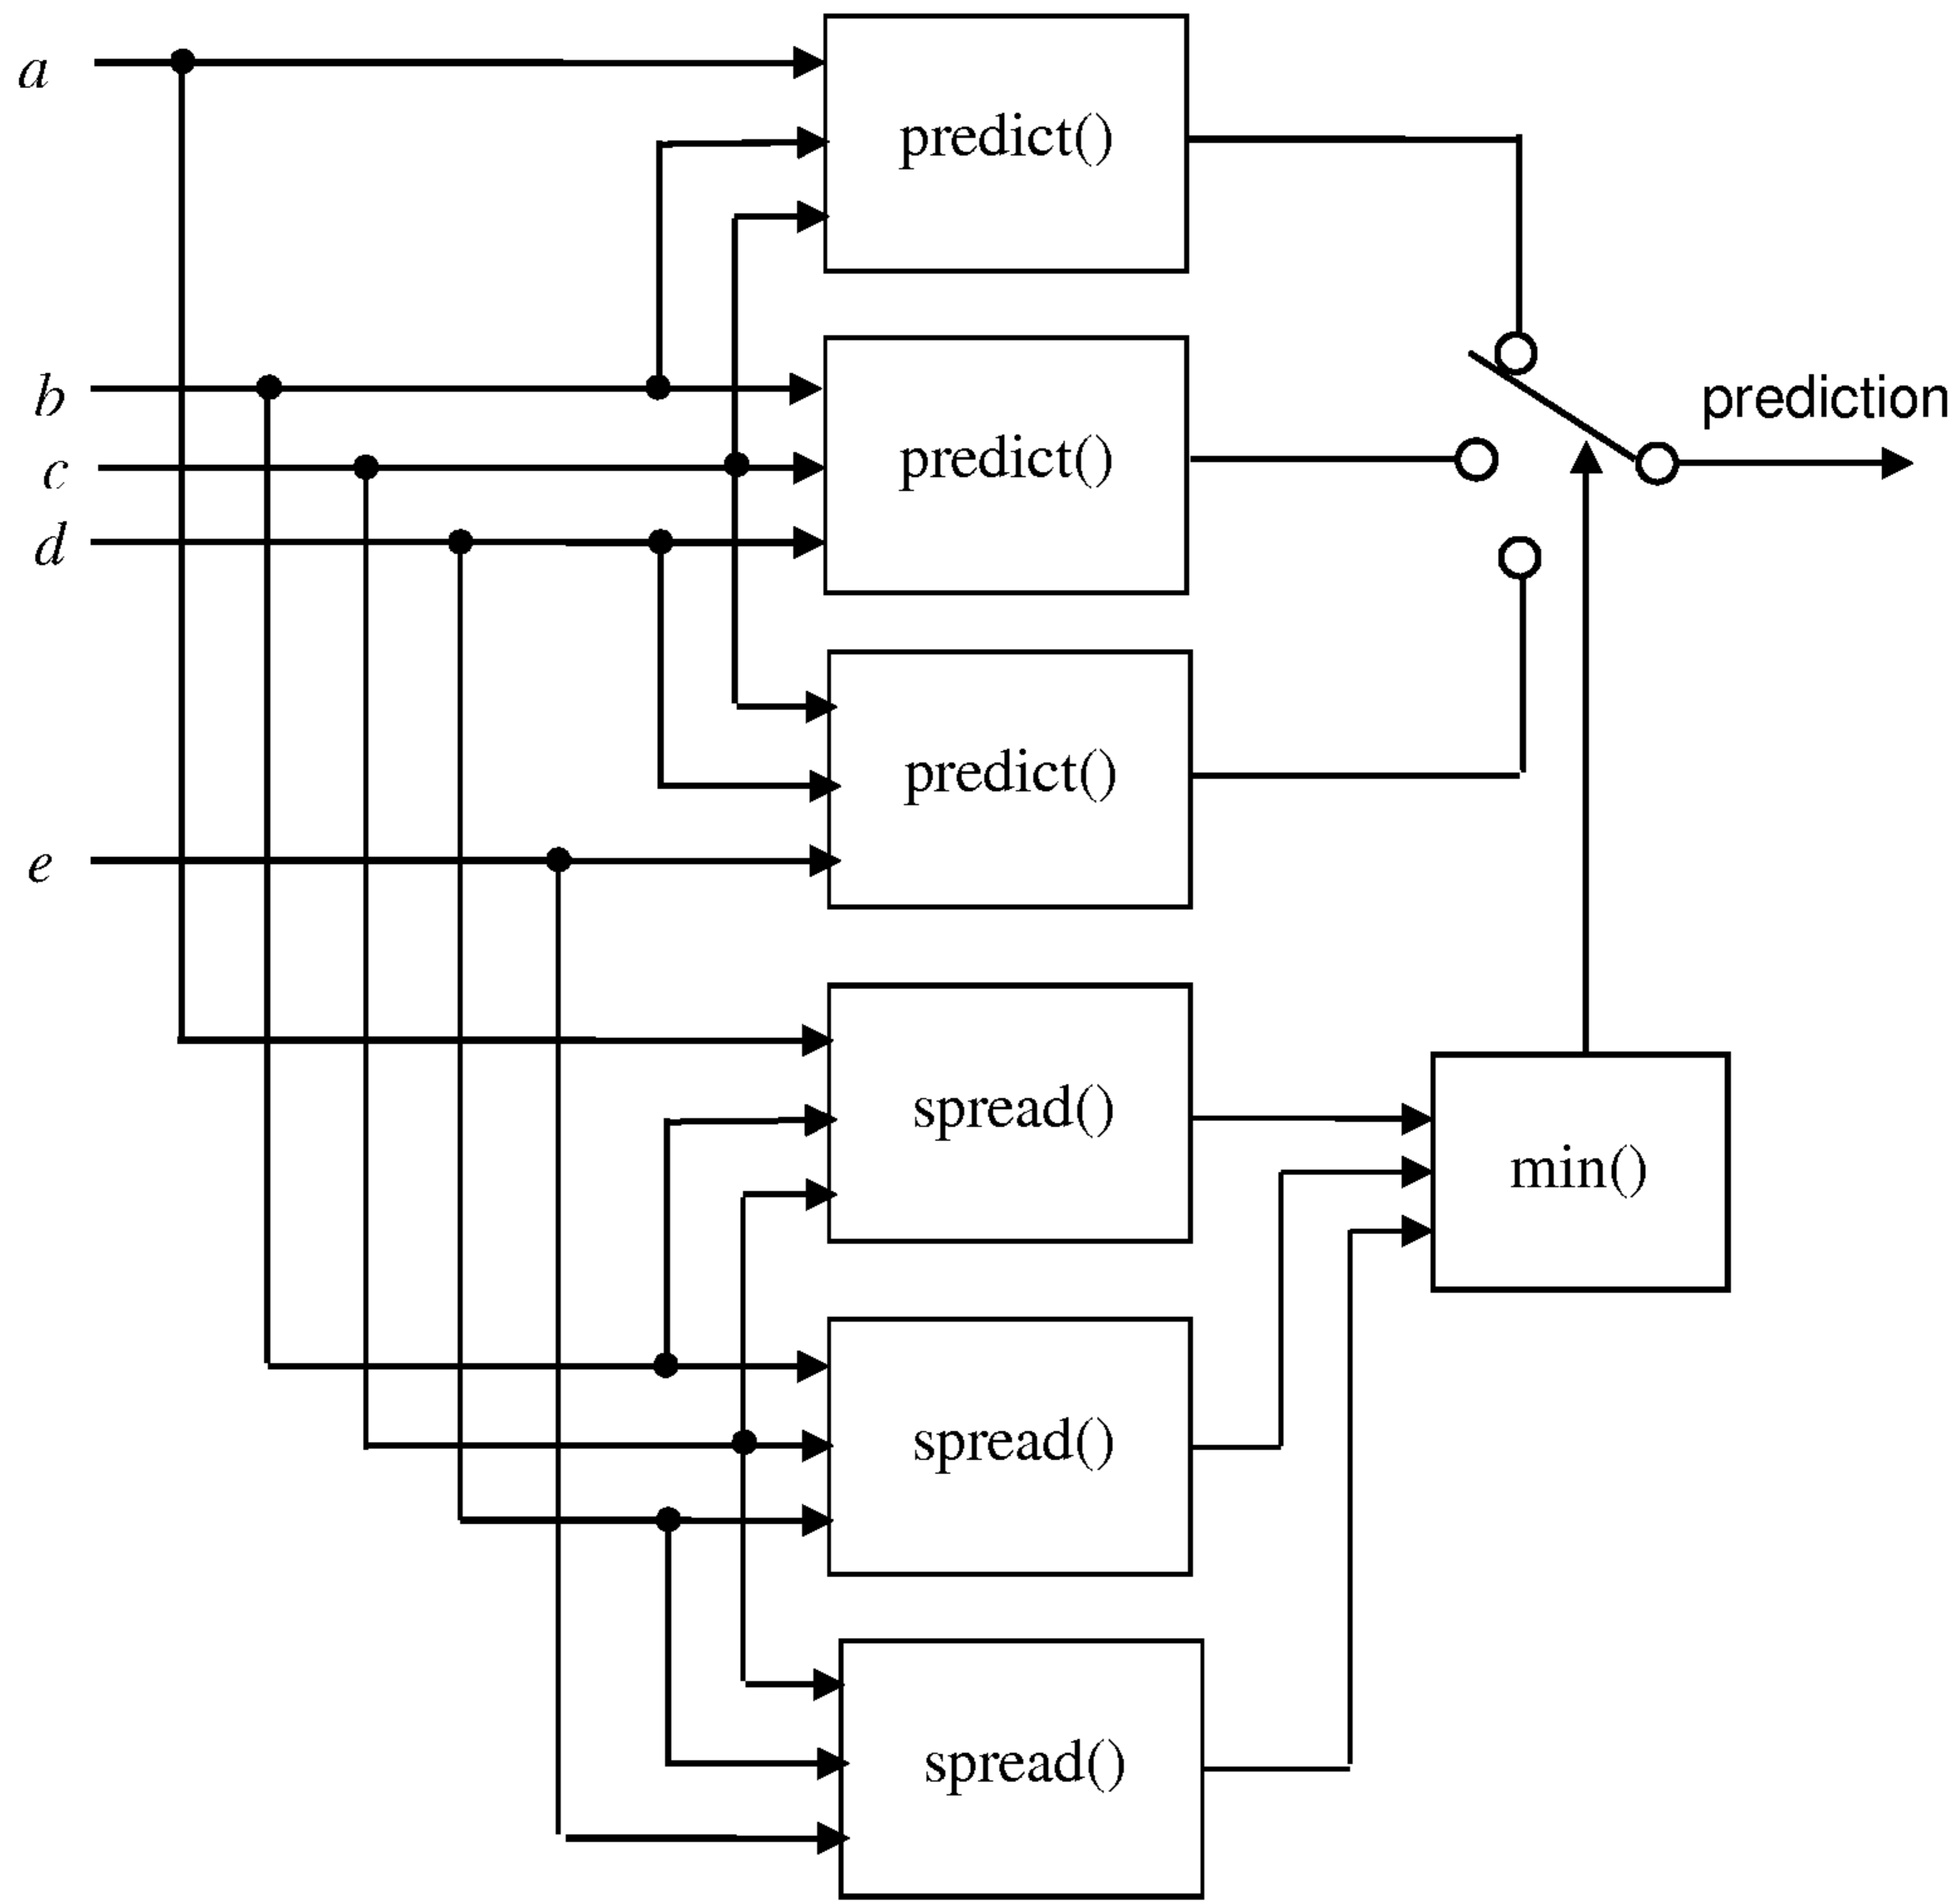 a
predict()
b
c
d
predict()
prediction
predict()
e
spread()
min()
spread()
spread()